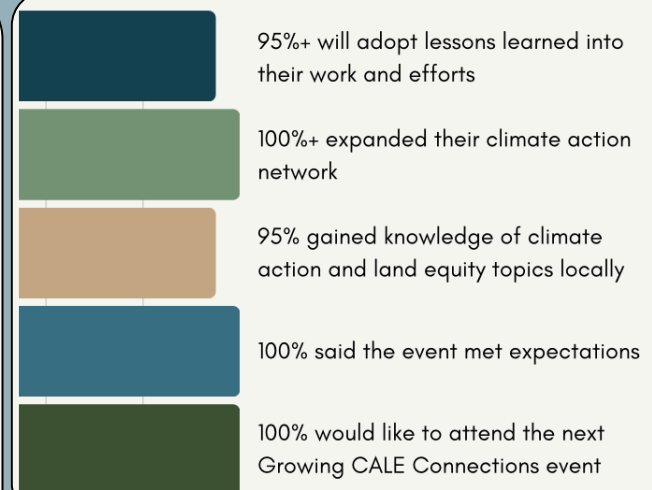 95%+ will adopt lessons learned into
their work and efforts
100%+ expanded their climate action
network
95% gained knowledge of climate
action and land equity topics locally
100% said the event met expectations
100% would like to attend the next
Growing CALE Connections event